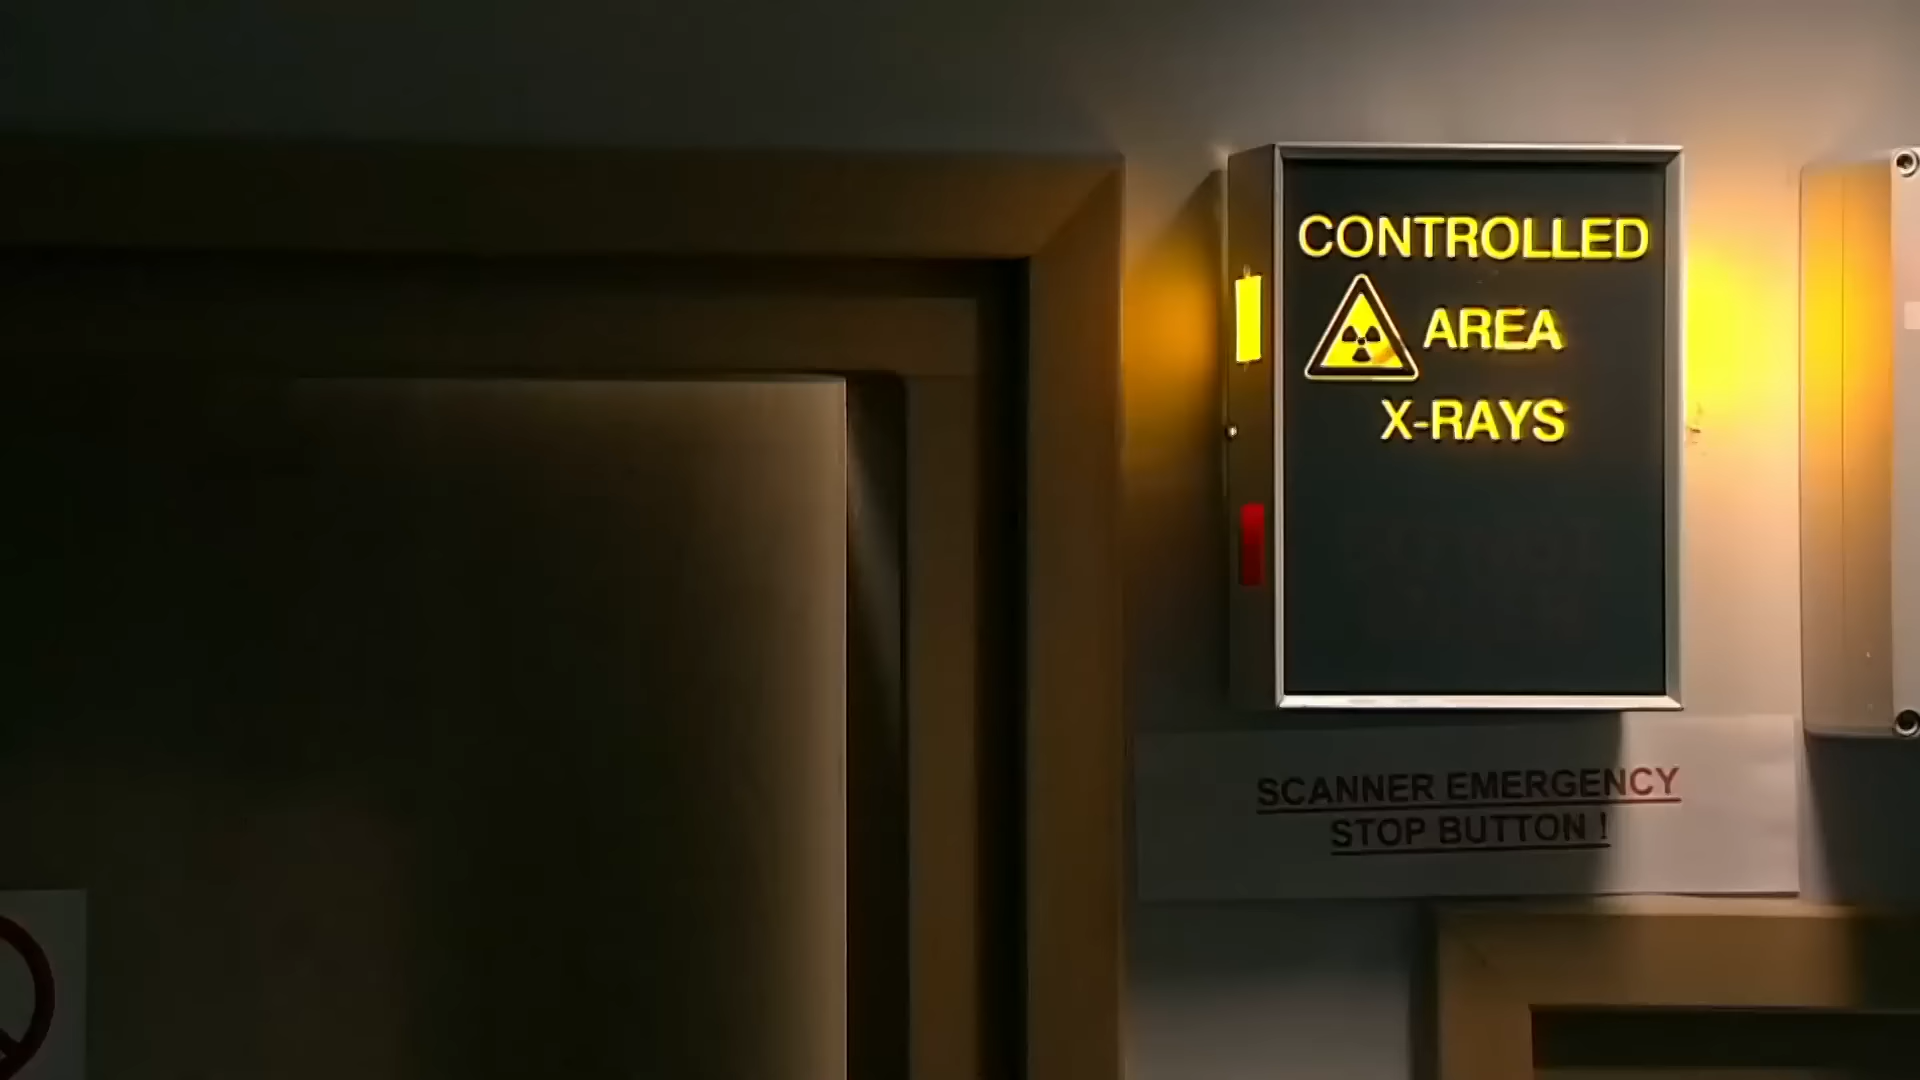 CONTROLLED
AREA
X-RAYS
SCANNER EMERGENCY
STOP BUTTON !